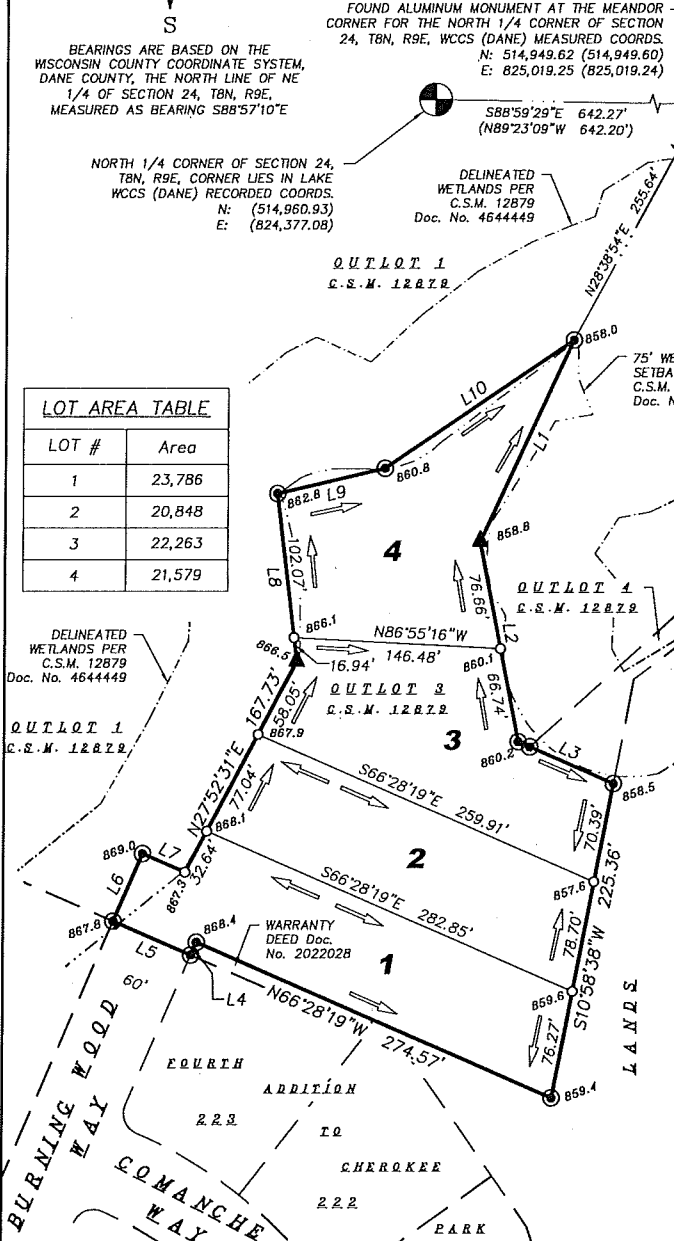 S
BEARINGS ARE BASED ON THE
WISCONSIN COUNTY COORDINATE SYSTEM,
DANE COUNTY, THE NORTH LINE OF NE
1/4 OF SECTION 24, T8N, R9E,
MEASURED AS BEARING S88°57'10"E
FOUND ALUMINUM MONUMENT AT THE MEANDOR
CORNER FOR THE NORTH 1/4 CORNER OF SECTION
24, T8N, R9E, WCCS (DANE) MEASURED COORDS.
N: 514,949.62 (514,949.60)
E: 825,019.25 (825,019.24)
S88°59'29"E 642.27'
(N89°23'09"W 642.20')
NORTH 1/4 CORNER OF SECTION 24,
T8N, R9E, CORNER LIES IN LAKE
WCCS (DANE) RECORDED COORDS.
N: (514,960.93)
E: (824,377.08)
DELINEATED
WETLANDS PER
C.S.M. 12879
Doc. No. 4644449
N28°38'54"E 255.64'
OUTLOT 1
C.S.M. 12879
858.0
75' WE
SETBA
C.S.M.
Doc. N
LOT AREA TABLE
LOT # Area
1 23,786
2 20,848
3 22,263
4 21,579
L10
L1
860.8
862.8
L9
858.8
4
102.07'
L8
76.66'
OUTLOT 4
C.S.M. 12879
L2
866.1
N86°55'16"W
146.48'
860.1
866.5
16.94'
DELINEATED
WETLANDS PER
C.S.M. 12879
Doc. No. 4644449
OUTLOT 3
C.S.M. 12879
66.74'
167.73'
58.05'
OUTLOT 1
C.S.M. 12879
867.9
3
860.2
L3
858.5
N27°52'31"E
77.04'
S66°28'19"E 259.91'
70.39'
225.36'
868.1
2
857.6
869.0
L7
867.3
32.64'
S66°28'19"E 282.85'
78.70'
L6
867.8
L5
868.4
WARRANTY
DEED Doc.
No. 2022028
1
859.6
S10°58'38"W
60'
L4
N66°28'19"W
274.57'
76.27'
859.4
LANDS
BURNING WOOD
WAY
FOURTH
ADDITION
223
TO
CHEROKEE
COMANCHE
WAY
222
PARK